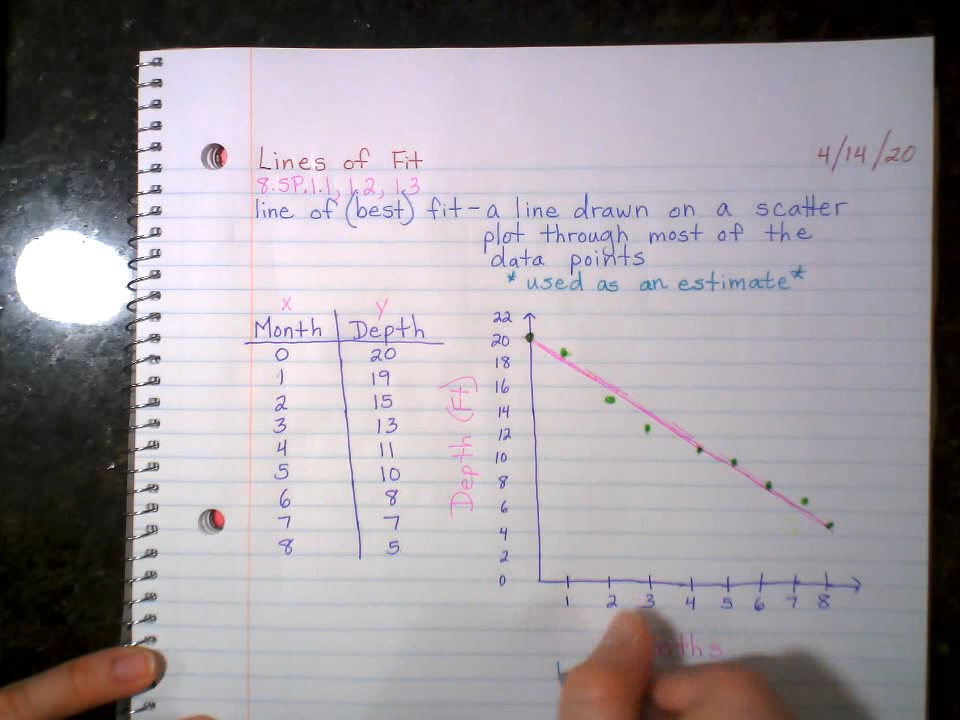 Lines of Fit
4/14/20
8.SP.1.1, 1.2, 1.3
line of (best) fit - a line drawn on a scatter
plot through most of the
data points
*used as an estimate*
x y
Month Depth
0 20
1 19
2 15
3 13
4 11
5 10
6 8
7 7
8 5
Depth (Ft)
22
20
18
16
14
12
10
8
6
4
2
0
1 2 3 4 5 6 7 8